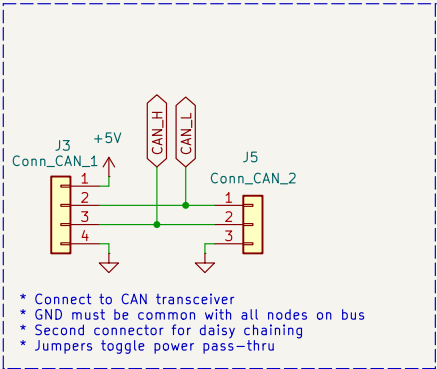 CAN_H
CAN_L
J3
+5V
Conn_CAN_1
J5
Conn_CAN_2
1
2
3
4
1
2
3
* Connect to CAN transceiver
* GND must be common with all nodes on bus
* Second connector for daisy chaining
* Jumpers toggle power pass-thru